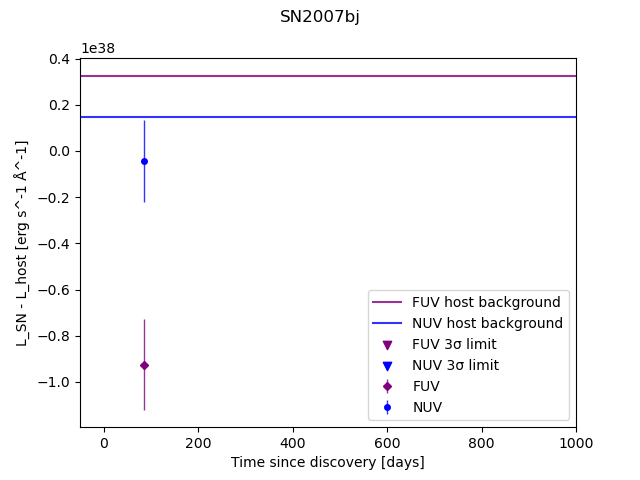 SN2007bj
1e38
0.4
0.2
0.0
−0.2
−0.4
−0.6
−0.8
−1.0
L_SN - L_host [erg s^-1 Å^-1]
FUV host background
NUV host background
FUV 3σ limit
NUV 3σ limit
FUV
NUV
0 200 400 600 800 1000
Time since discovery [days]